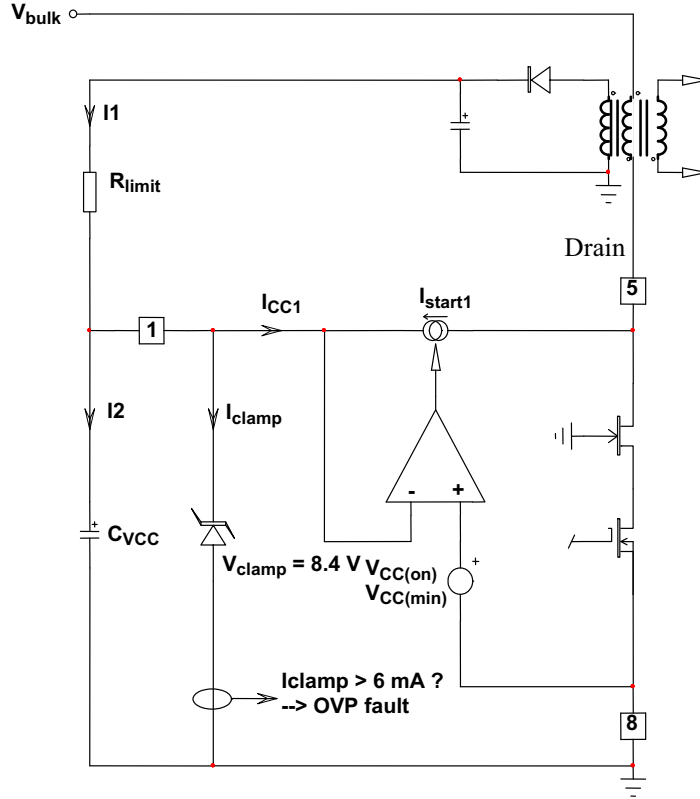 Vbulk
I1
Rlimit
Drain
5
ICC1
Istart1
1
I2
Iclamp
- +
CVCC
Vclamp = 8.4 V
VCC(on)
VCC(min)
Iclamp > 6 mA ?
--> OVP fault
8